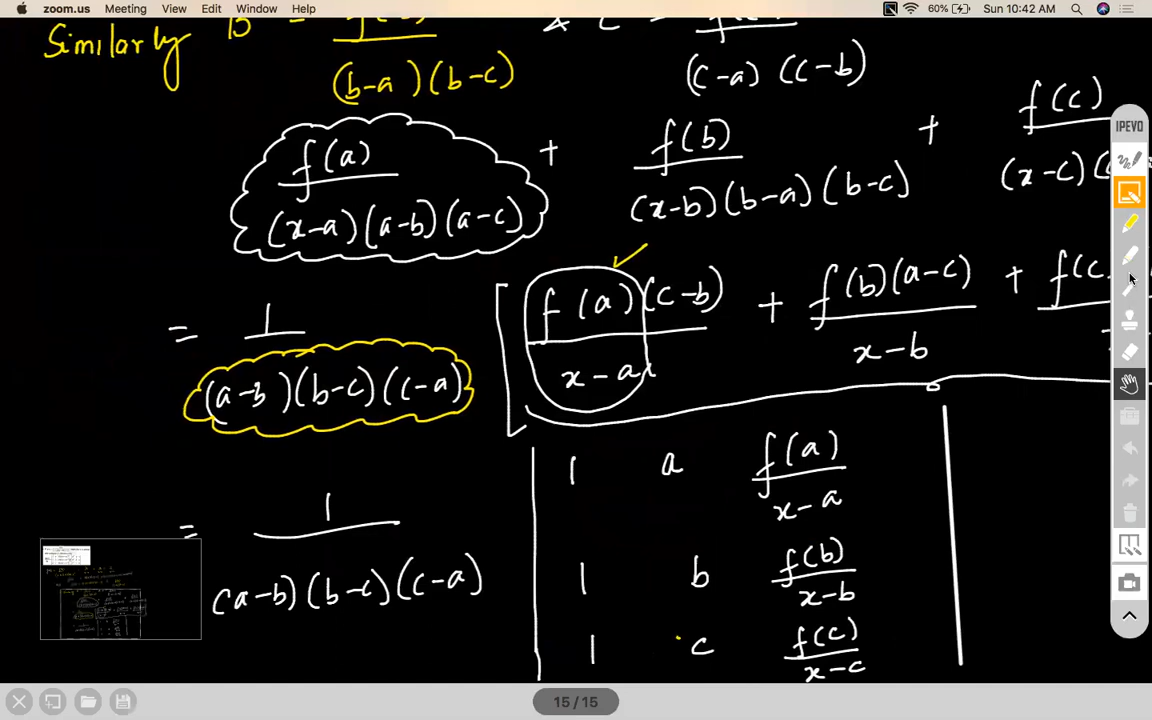 zoom.us Meeting View Edit Window Help 60% Sun 10:42 AM
Similarly B =
(b-a)(b-c) (c-a) (c-b)
f(a) + f(b) + f(c)
(x-a)(a-b)(a-c) (x-b)(b-a)(b-c) (x-c)(
IPEVO
= 1 [ f(a)(c-b) + f(b)(a-c) + f(c
(a-b)(b-c)(c-a) x-a x-b
1 a f(a)
x-a
= 1
(a-b)(b-c)(c-a) 1 b f(b)
x-b
1 c f(c)
x-c
15/15